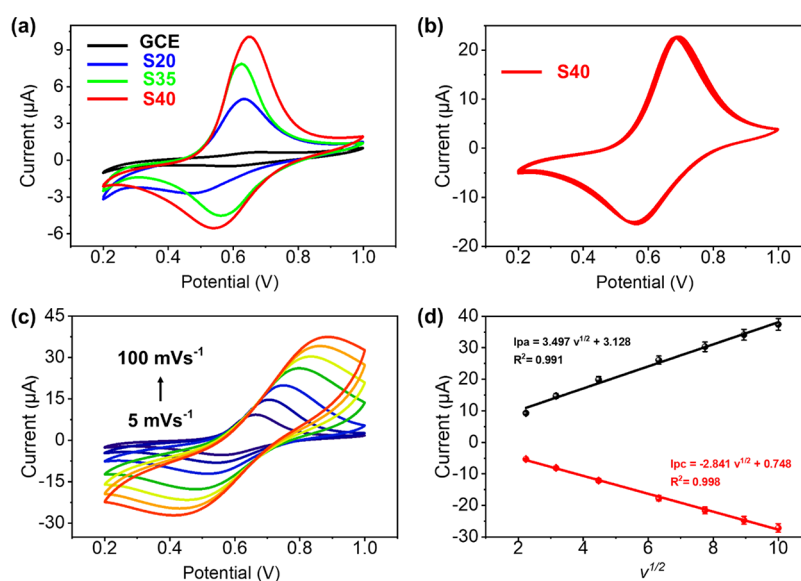 (a)
GCE
S20
S35
S40
9
6
3
0
-3
-6
Current (µA)
0.2 0.4 0.6 0.8 1.0
Potential (V)
(b)
S40
20
10
0
-10
-20
Current (µA)
0.2 0.4 0.6 0.8 1.0
Potential (V)
(c)
100 mVs⁻¹
5 mVs⁻¹
45
30
15
0
-15
-30
Current (µA)
0.2 0.4 0.6 0.8 1.0
Potential (V)
(d)
Ipa = 3.497 v^1/2 + 3.128
R² = 0.991
Ipc = -2.841 v^1/2 + 0.748
R² = 0.998
40
30
20
10
0
-10
-20
-30
Current (µA)
2 4 6 8 10
v^1/2